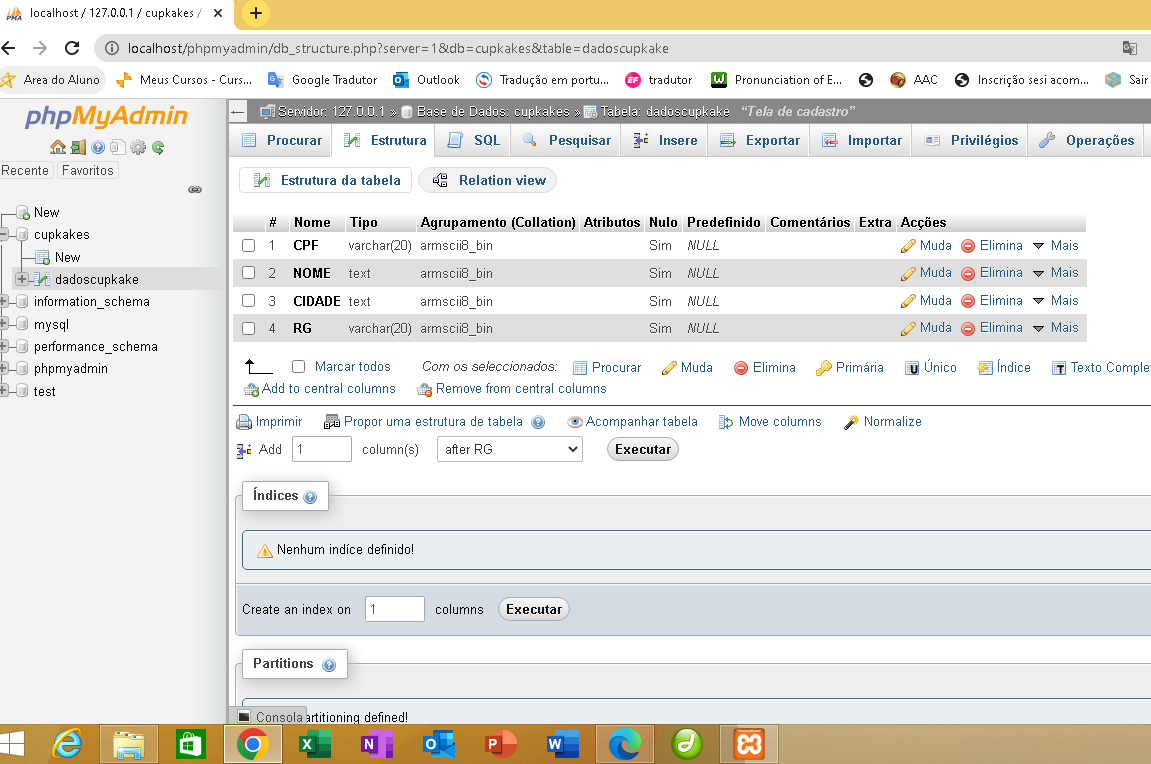 localhost / 127.0.0.1 / cupkakes /
localhost/phpmyadmin/db_structure.php?server=1&db=cupkakes&table=dadoscupkake
Area do Aluno Meus Cursos - Curs... Google Tradutor Outlook Tradução em portu... tradutor Pronunciation of E... AAC Inscrição sesi acom... Sair
phpMyAdmin
Recente Favoritos
New
cupkakes
New
dadoscupkake
information_schema
mysql
performance_schema
phpmyadmin
test
Servidor: 127.0.0.1 » Base de Dados: cupkakes » Tabela: dadoscupkake "Tela de cadastro"
Procurar Estrutura SQL Pesquisar Insere Exportar Importar Privilégios Operações
Estrutura da tabela Relation view
# Nome Tipo Agrupamento (Collation) Atributos Nulo Predefinido Comentários Extra Acções
1 CPF varchar(20) armscii8_bin Sim NULL Muda Elimina Mais
2 NOME text armscii8_bin Sim NULL Muda Elimina Mais
3 CIDADE text armscii8_bin Sim NULL Muda Elimina Mais
4 RG varchar(20) armscii8_bin Sim NULL Muda Elimina Mais
Marcar todos Com os seleccionados: Procurar Muda Elimina Primária Único Índice Texto Comple
Add to central columns Remove from central columns
Imprimir Propor uma estrutura de tabela Acompanhar tabela Move columns Normalize
Add 1 column(s) after RG Executar
Índices
Nenhum indíce definido!
Create an index on 1 columns Executar
Partitions
Consola artitioning defined!